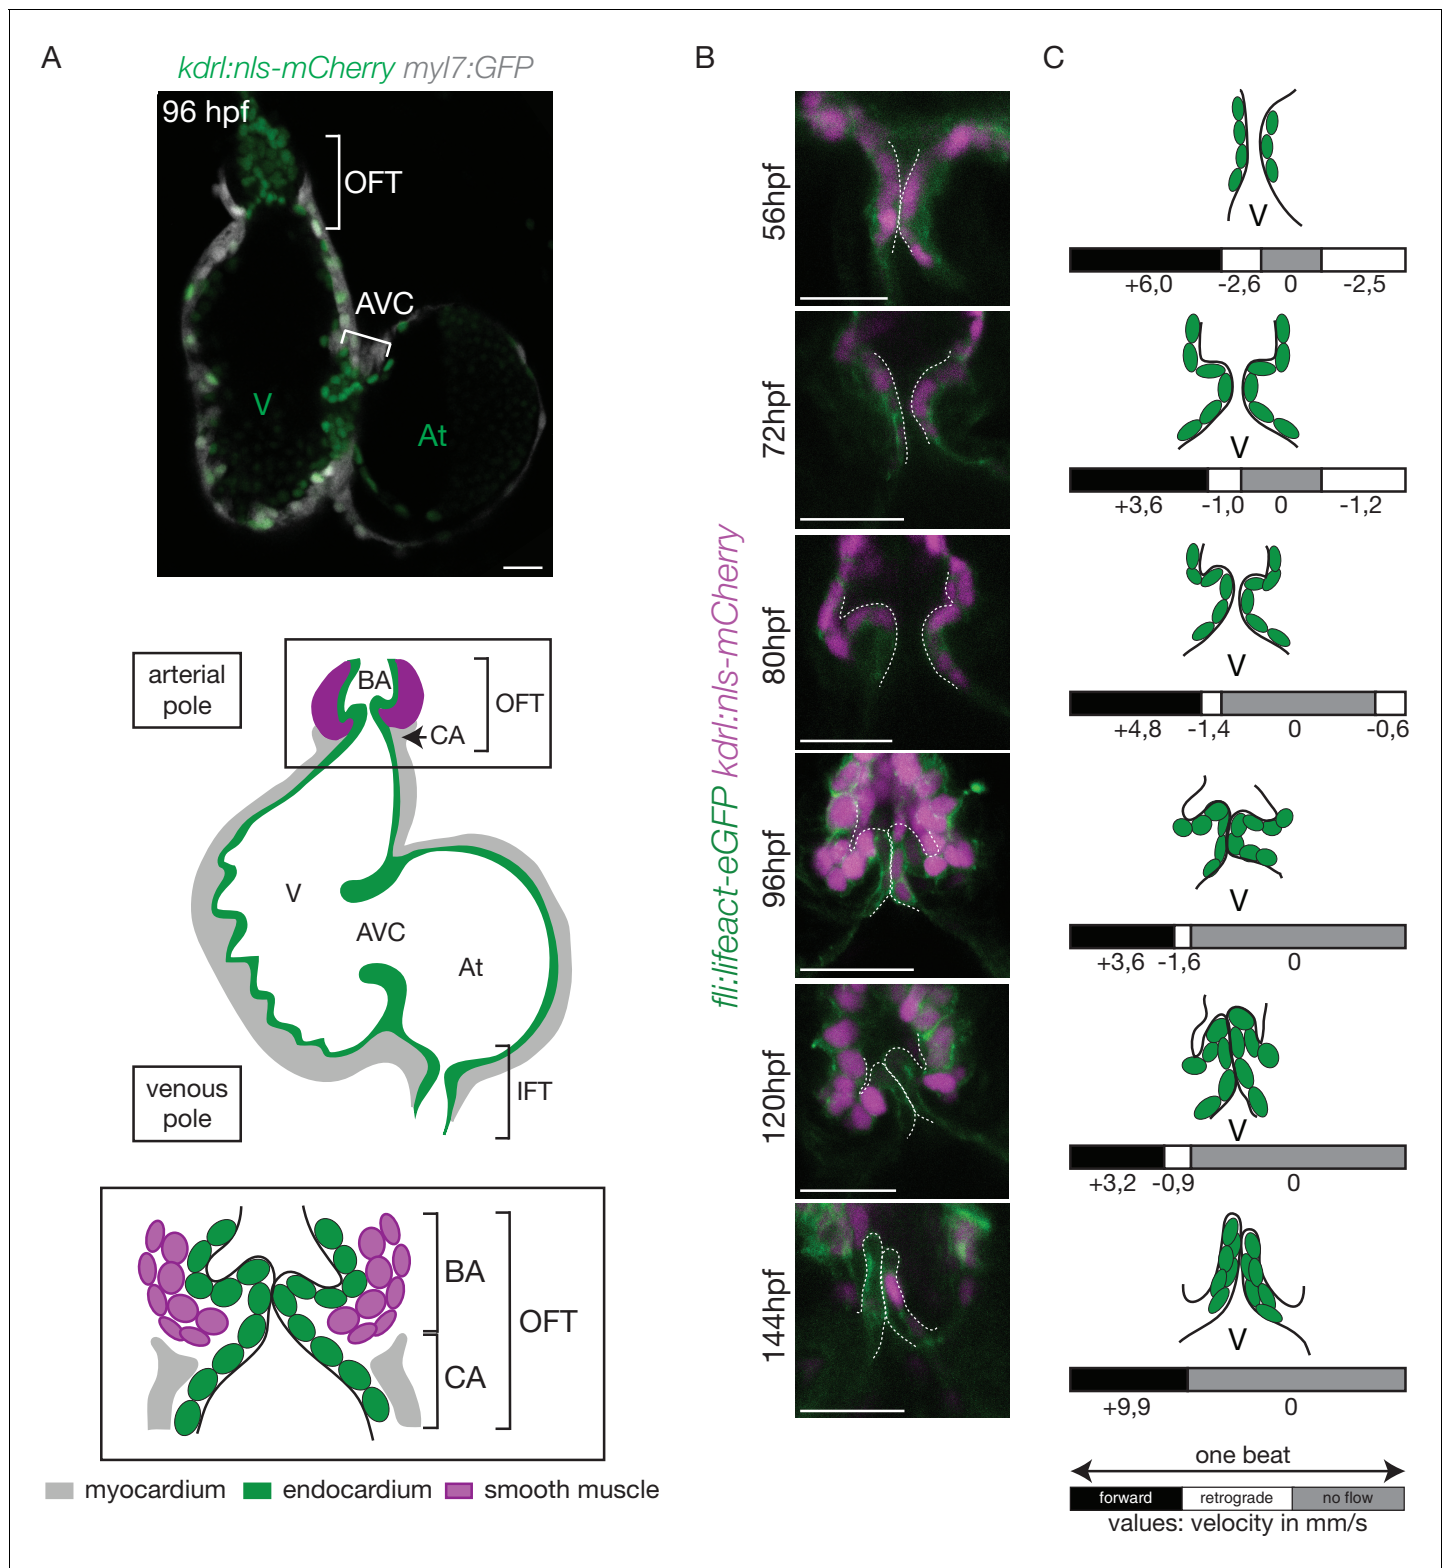 A
kdrl:nls-mCherry myl7:GFP
96 hpf
OFT
AVC
V
At
arterial
pole
BA
OFT
CA
V
AVC
At
venous
pole
IFT
BA
CA
OFT
myocardium endocardium smooth muscle
B
fli:lifeact-eGFP kdrl:nls-mCherry
56hpf
72hpf
80hpf
96hpf
120hpf
144hpf
C
V
+6,0 -2,6 0 -2,5
V
+3,6 -1,0 0 -1,2
V
+4,8 -1,4 0 -0,6
V
+3,6 -1,6 0
V
+3,2 -0,9 0
V
+9,9 0
one beat
forward retrograde no flow
values: velocity in mm/s